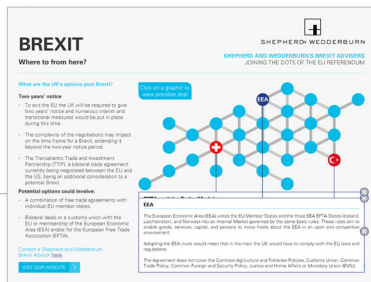 BREXIT
Where to from here?
SHEPHERD+ WEDDERBURN
SHEPHERD AND WEDDERBURN'S BREXIT ADVISERS
JOINING THE DOTS OF THE EU REFERENDUM
What are the UK's options post Brexit?
Two years' notice
- To exit the EU the UK will be required to give
two years' notice and numerous interim and
transitional measures would be put in place
during this time.
- The complexity of the negotiations may impact
on the time frame for a Brexit, extending it
beyond the two-year notice period.
- The Transatlantic Trade and Investment
Partnership (TTIP), a bilateral trade agreement
currently being negotiated between the EU and
the US, being an additional consideration to a
potential Brexit.
Potential options could involve:
- A combination of free trade agreements with
individual EU member states.
- Bilateral deals or a customs union with the
EU or membership of the European Economic
Area (EEA) and/or the European Free Trade
Association (EFTA).
Contact a Shepherd and Wedderburn
Brexit Advisor here.
VISIT OUR WEBSITE >
Click on a graphic to
view possible deal
EEA
EEA
The European Economic Area (EEA) unites the EU Member States and the three EEA EFTA States (Iceland,
Liechtenstein, and Norway) into an Internal Market governed by the same basic rules. These rules aim to
enable goods, services, capital, and persons to move freely about the EEA in an open and competitive
environment.
Adopting the EEA route would mean that in the main the UK would have to comply with the EU laws and
regulations.
The Agreement does not cover the Common Agriculture and Fisheries Policies, Customs Union, Common
Trade Policy, Common Foreign and Security Policy, Justice and Home Affairs or Monetary Union (EMU).